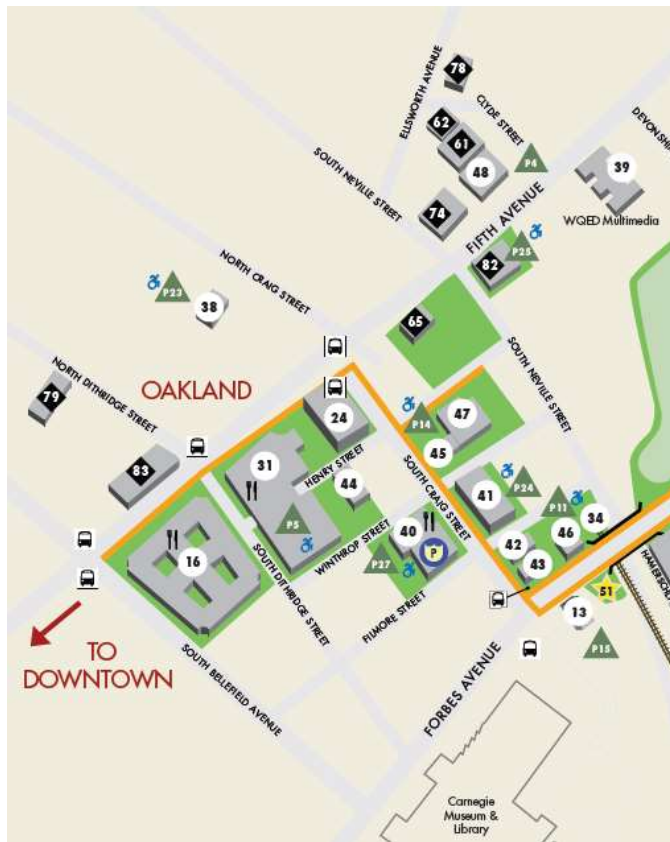 78
ELLSWORTH AVENUE
CLYDE STREET
62
61
48
P4
DEVONSHI
39
WQED Multimedia
SOUTH NEVILLE STREET
74
FIFTH AVENUE
P25
82
NORTH CRAIG STREET
P23
38
65
SOUTH NEVILLE STREET
79
NORTH DITHRIDGE STREET
OAKLAND
24
P14
47
45
83
31
HENRY STREET
44
SOUTH CRAIG STREET
41
P24
P11
34
P5
WINTHROP STREET
40
P
42
46
43
HAMERSCHL
16
SOUTH DITHRIDGE STREET
P27
FILMORE STREET
51
13
P15
TO
DOWNTOWN
SOUTH BELLEFIELD AVENUE
FORBES AVENUE
Carnegie
Museum &
Library